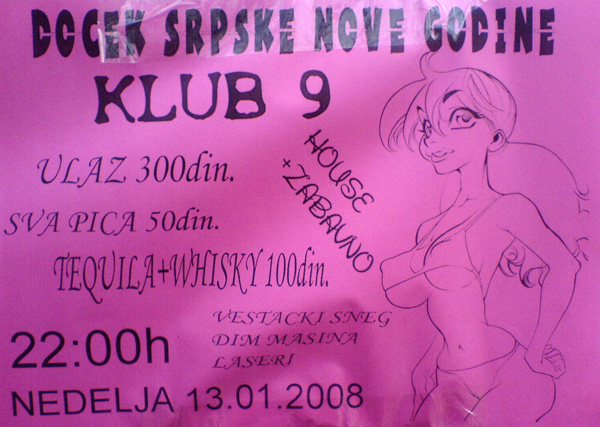 DOCEK SRPSKE NOVE GODINE
KLUB 9
ULAZ 300din.
HOUSE
+ZABAVNO
SVA PICA 50din.
TEQUILA+WHISKY 100din.
VESTACKI SNEG
DIM MASINA
LASERI
22:00h
NEDELJA 13.01.2008